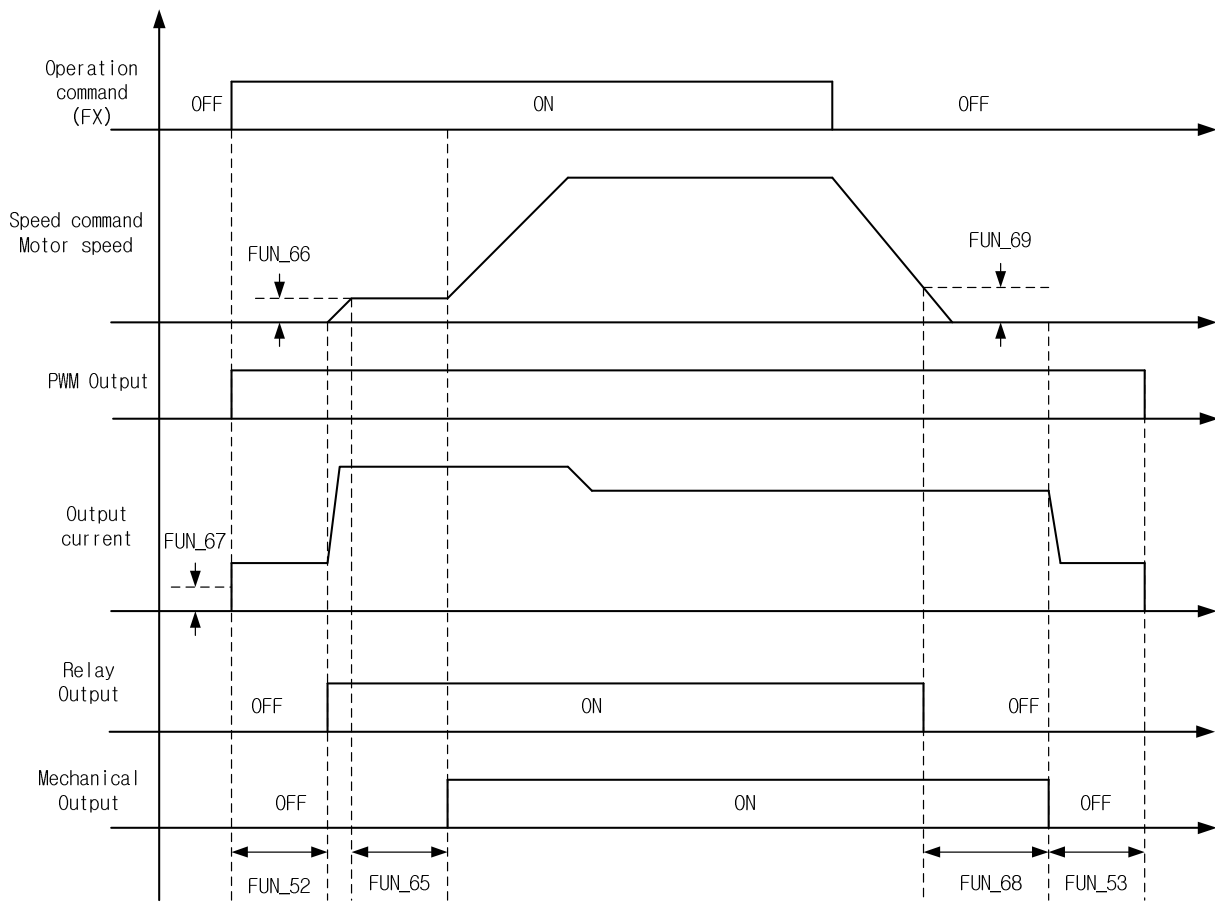 Operation
command
(FX)
OFF
ON
OFF
Speed command
Motor speed
FUN_66
FUN_69
PWM Output
Output
current
FUN_67
Relay
Output
OFF
ON
OFF
Mechanical
Output
OFF
ON
OFF
FUN_52
FUN_65
FUN_68
FUN_53